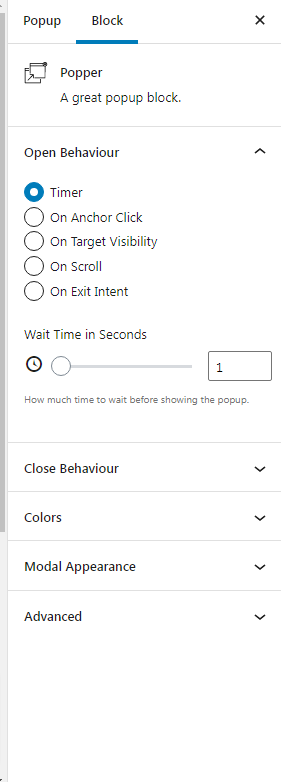 Popup Block
Popper
A great popup block.
Open Behaviour
Timer
On Anchor Click
On Target Visibility
On Scroll
On Exit Intent
Wait Time in Seconds
1
How much time to wait before showing the popup.
Close Behaviour
Colors
Modal Appearance
Advanced